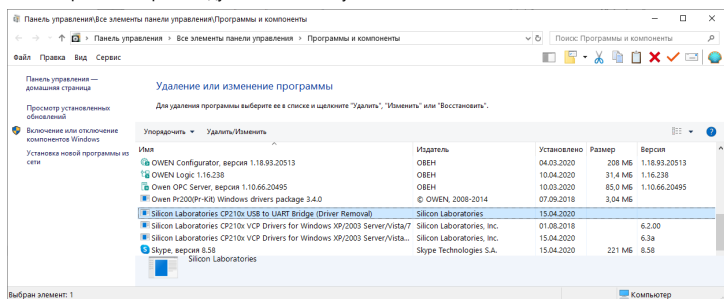 Панель управления\Все элементы панели управления\Программы и компоненты
Панель управления > Все элементы панели управления > Программы и компоненты
Поиск: Программы и компоненты
Файл Правка Вид Сервис
Панель управления — домашняя страница
Просмотр установленных обновлений
Включение или отключение компонентов Windows
Установка новой программы из сети
Удаление или изменение программы
Для удаления программы выберите ее в списке и щелкните "Удалить", "Изменить" или "Восстановить".
Упорядочить Удалить/Изменить
Имя Издатель Установлено Размер Версия
OWEN Configurator, версия 1.18.93.20513 ОВЕН 04.03.2020 208 МБ 1.18.93.20513
OWEN Logic 1.16.238 ОВЕН 10.04.2020 31,4 МБ 1.16.238
Owen OPC Server, версия 1.10.66.20495 ОВЕН 10.03.2020 85,0 МБ 1.10.66.20495
Owen Pr200(Pr-Kit) Windows drivers package 3.4.0 © OWEN, 2008-2014 07.09.2018 3,04 МБ
Silicon Laboratories CP210x USB to UART Bridge (Driver Removal) Silicon Laboratories 15.04.2020
Silicon Laboratories CP210x VCP Drivers for Windows XP/2003 Server/Vista/7 Silicon Laboratories, Inc. 01.08.2018 6.2.00
Silicon Laboratories CP210x VCP Drivers for Windows XP/2003 Server/Vista... Silicon Laboratories, Inc. 15.04.2020 6.3a
Skype, версия 8.58 Skype Technologies S.A. 15.04.2020 221 МБ 8.58
Silicon Laboratories
Выбран элемент: 1 Компьютер